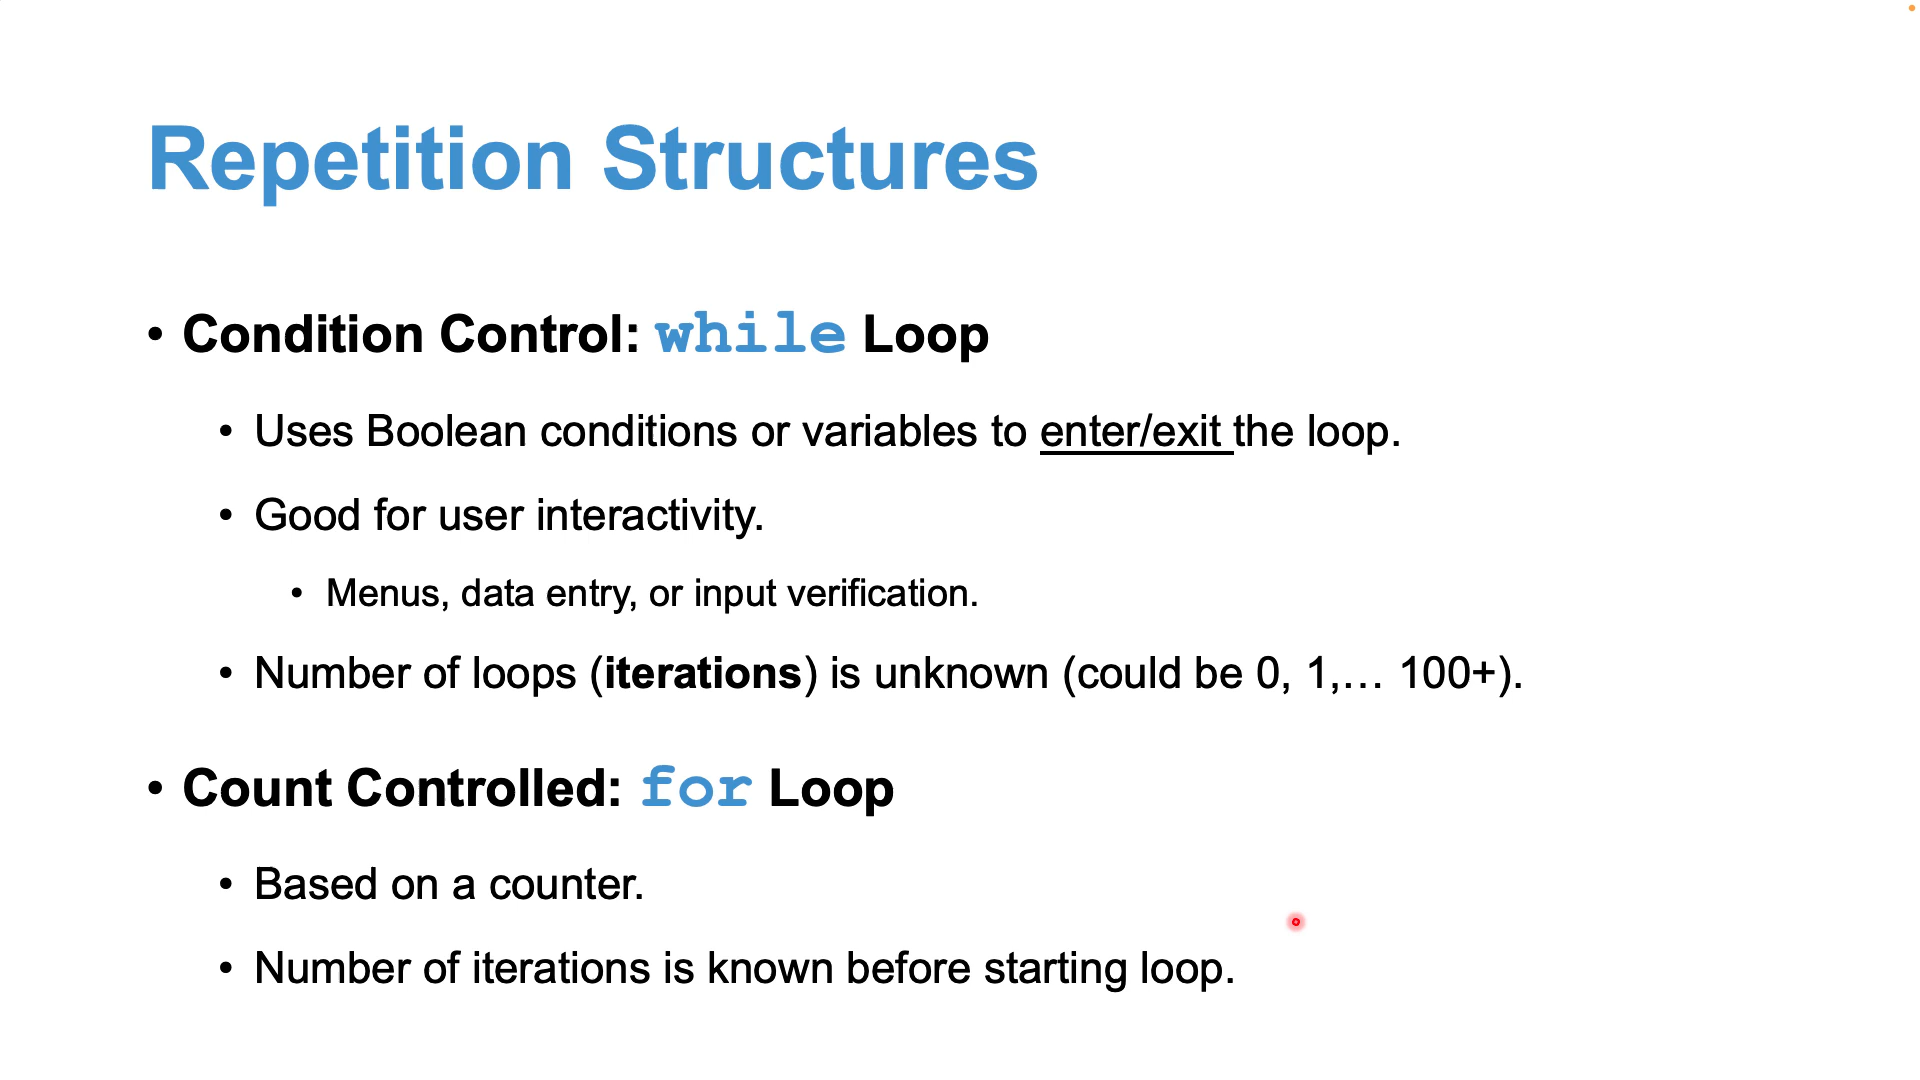 Repetition Structures
• Condition Control: while Loop
• Uses Boolean conditions or variables to enter/exit the loop.
• Good for user interactivity.
• Menus, data entry, or input verification.
• Number of loops (iterations) is unknown (could be 0, 1,… 100+).
• Count Controlled: for Loop
• Based on a counter.
• Number of iterations is known before starting loop.